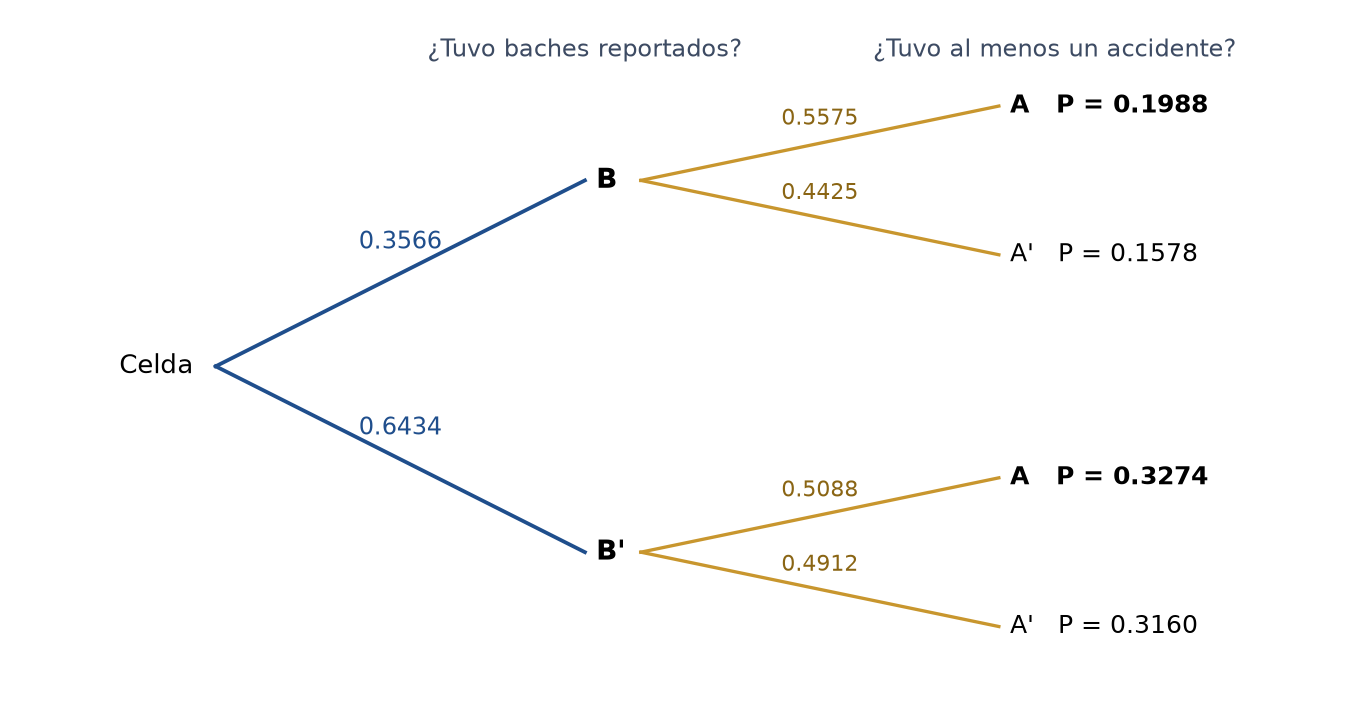 ¿Tuvo baches reportados?
¿Tuvo al menos un accidente?
A P = 0.1988
0.5575
B
0.4425
0.3566
A' P = 0.1578
Celda
0.6434
A P = 0.3274
0.5088
B'
0.4912
A' P = 0.3160